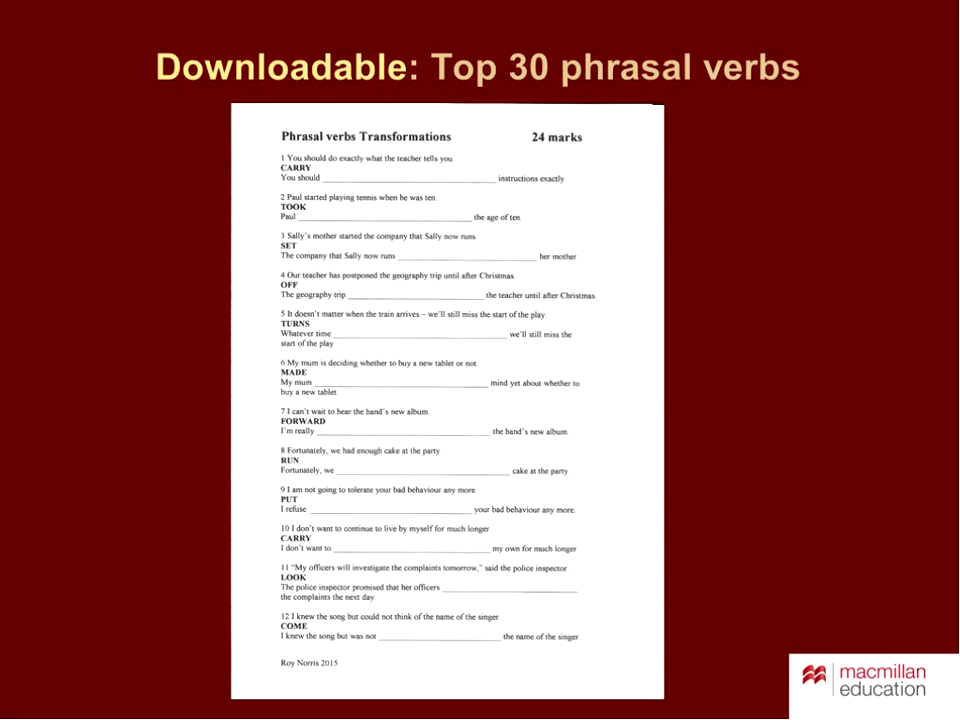 Downloadable: Top 30 phrasal verbs
Phrasal verbs Transformations 24 marks
1 You should do exactly what the teacher tells you.
CARRY
You should ______________________ instructions exactly.
2 Paul started playing tennis when he was ten.
TOOK
Paul ______________________ the age of ten.
3 Sally's mother started the company that Sally now runs.
SET
The company that Sally now runs ______________________ her mother
4 Our teacher has postponed the geography trip until after Christmas.
OFF
The geography trip ______________________ the teacher until after Christmas.
5 It doesn't matter when the train arrives – we'll still miss the start of the play.
TURNS
Whatever time ______________________ we'll still miss the
start of the play
6 My mum is deciding whether to buy a new tablet or not.
MADE
My mum ______________________ mind yet about whether to
buy a new tablet
7 I can't wait to hear the band's new album.
FORWARD
I'm really ______________________ the band's new album.
8 Fortunately, we had enough cake at the party
RUN
Fortunately, we ______________________ cake at the party
9 I am not going to tolerate your bad behaviour any more.
PUT
I refuse ______________________ your bad behaviour any more.
10 I don't want to continue to live by myself for much longer.
CARRY
I don't want to ______________________ my own for much longer
11 "My officers will investigate the complaints tomorrow," said the police inspector.
LOOK
The police inspector promised that her officers ______________________
the complaints the next day
12 I knew the song but could not think of the name of the singer.
COME
I knew the song but was not ______________________ the name of the singer
Roy Norris 2015
macmillan
education